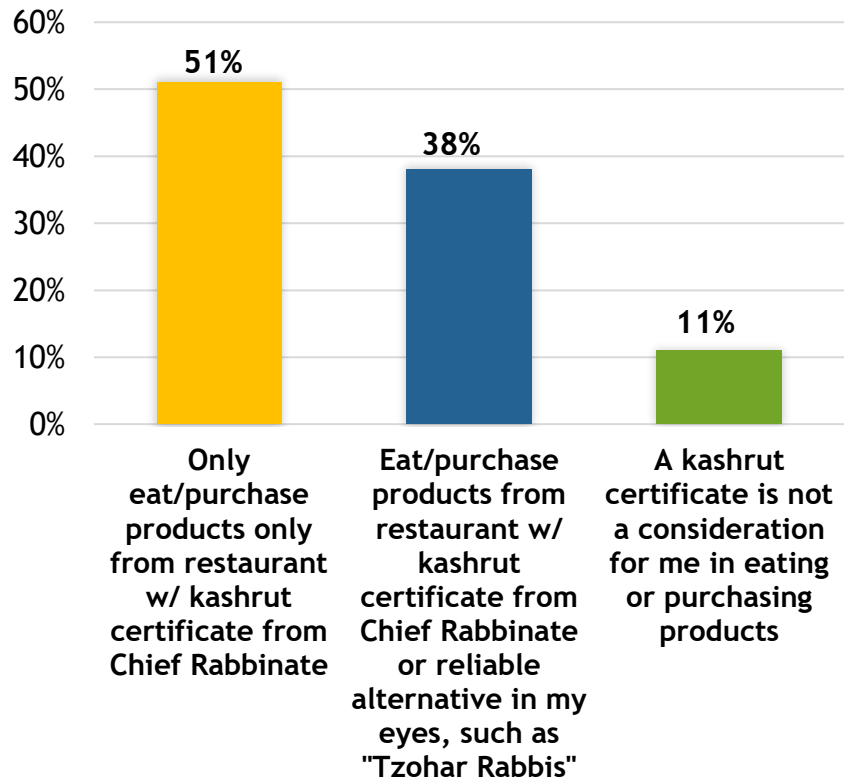 60%
50%
40%
30%
20%
10%
0%
51%
38%
11%
Only
eat/purchase
products only
from restaurant
w/ kashrut
certificate from
Chief Rabbinate
Eat/purchase
products from
restaurant w/
kashrut
certificate from
Chief Rabbinate
or reliable
alternative in my
eyes, such as
"Tzohar Rabbis"
A kashrut
certificate is not
a consideration
for me in eating
or purchasing
products